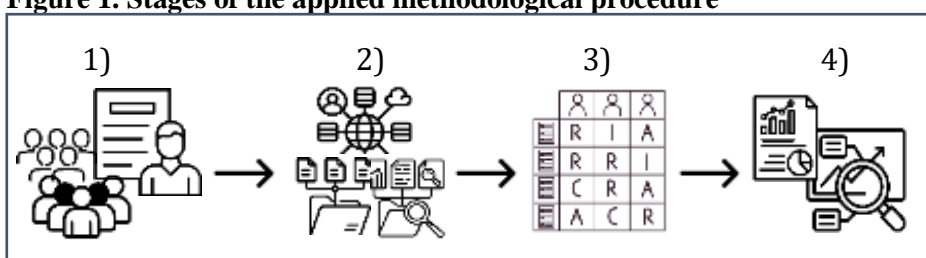 Figure 1. Stages of the applied methodological procedure
1) 2) 3) 4)
R I A
R R I
C R A
A C R